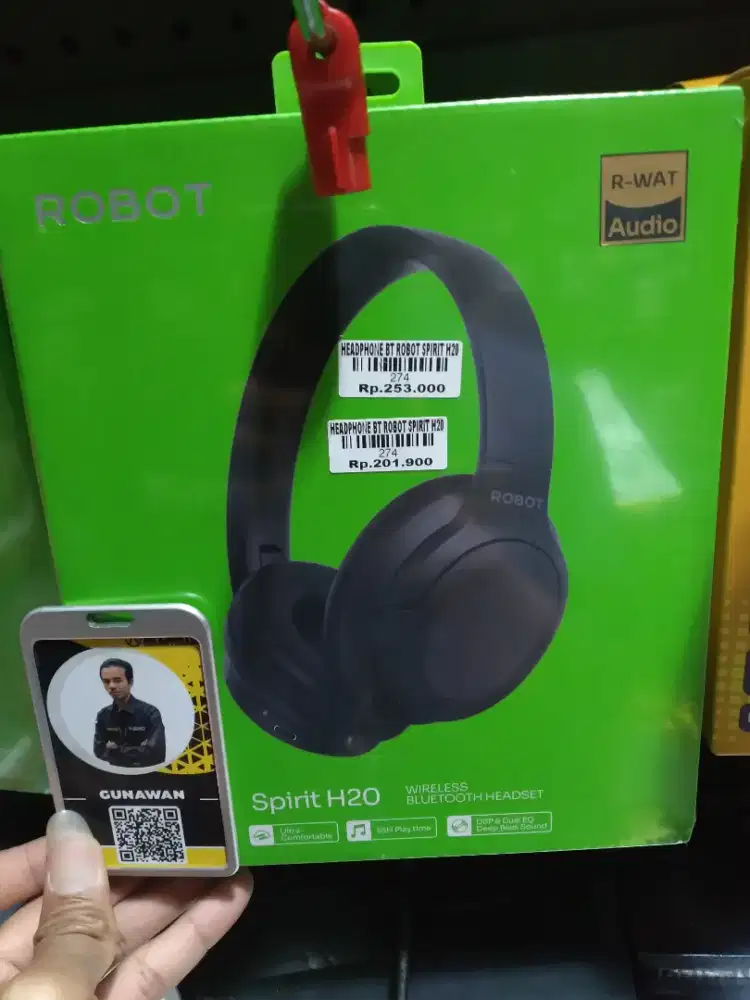 ROBOT
R-WAT
Audio
HEADPHONE BT ROBOT SPIRIT H20
274
Rp.253.000
HEADPHONE BT ROBOT SPIRIT H20
274
Rp.201.900
ROBOT
GUNAWAN
Spirit H20
WIRELESS
BLUETOOTH HEADSET
Ultra
Comfortable
55H Play time
DSP & Dual EQ
Deep Bass Sound